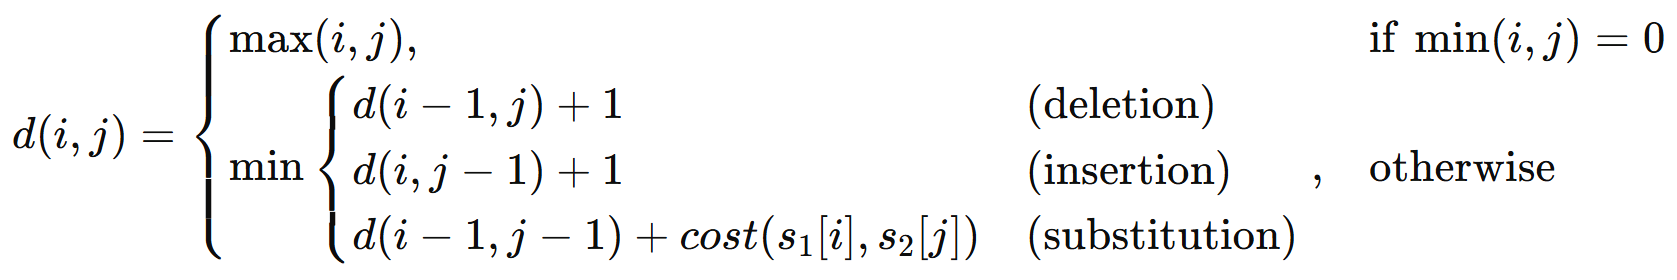 max(i, j), if min(i, j) = 0
d(i − 1, j) + 1 (deletion)
d(i, j) = min d(i, j − 1) + 1 (insertion) , otherwise
d(i − 1, j − 1) + cost(s₁[i], s₂[j]) (substitution)